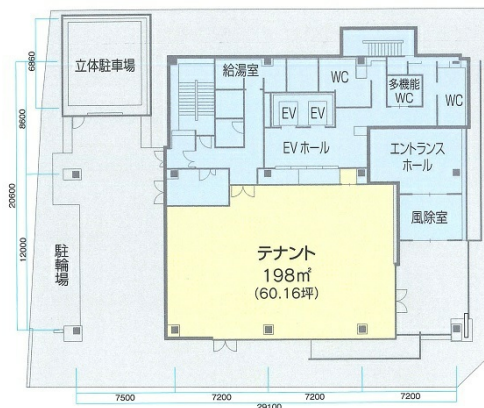 6860
立体駐車場
給湯室
WC
多機能
WC
WC
EV
EV
EVホール
エントランス
ホール
8600
20600
風除室
テナント
198㎡
(60.16坪)
12000
駐輪場
7500
7200
7200
7200
29100